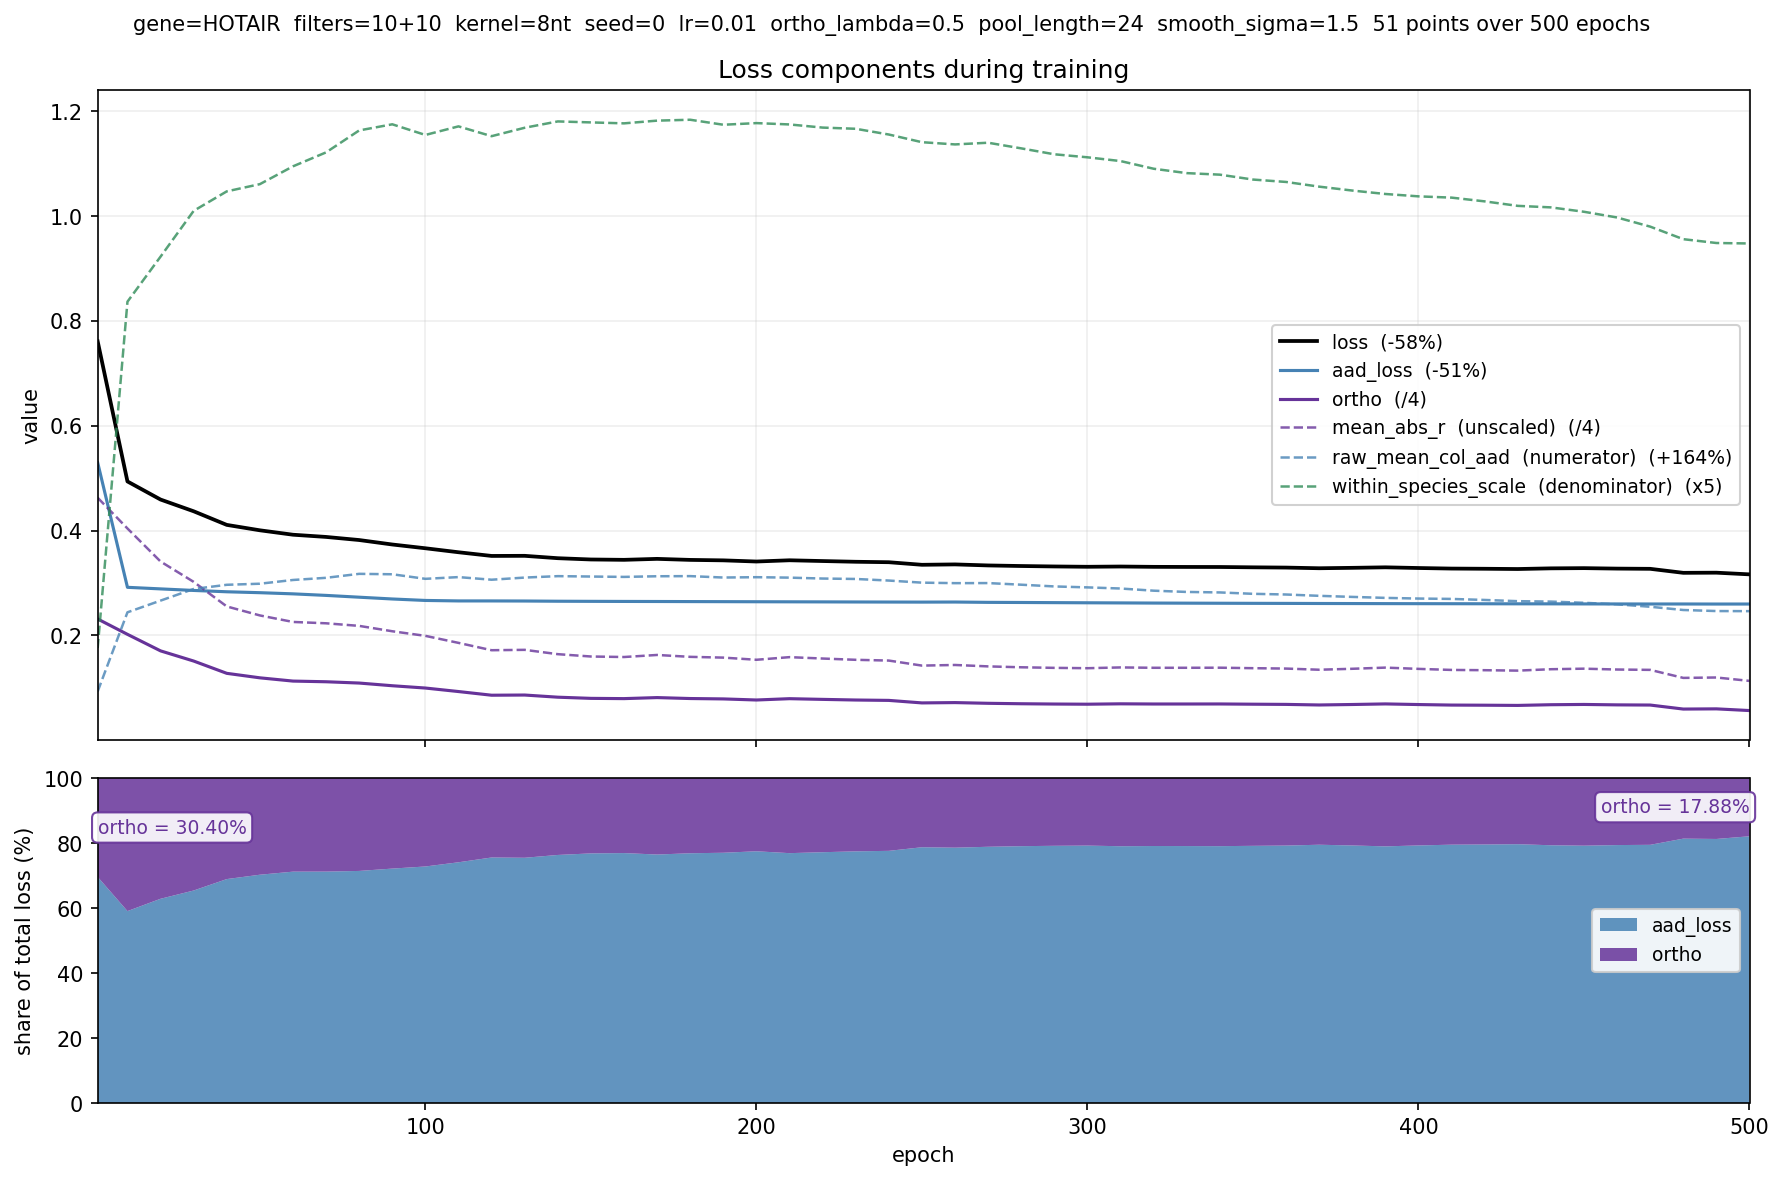 gene=HOTAIR  filters=10+10  kernel=8nt  seed=0  lr=0.01  ortho_lambda=0.5  pool_length=24  smooth_sigma=1.5  51 points over 500 epochs
Loss components during training
1.2
1.0
0.8
0.6
0.4
0.2
value
loss  (-58%)
aad_loss  (-51%)
ortho  (/4)
mean_abs_r  (unscaled)  (/4)
raw_mean_col_aad  (numerator)  (+164%)
within_species_scale  (denominator)  (x5)
100
80
60
40
20
0
share of total loss (%)
ortho = 30.40%
ortho = 17.88%
aad_loss
ortho
100
200
300
400
500
epoch